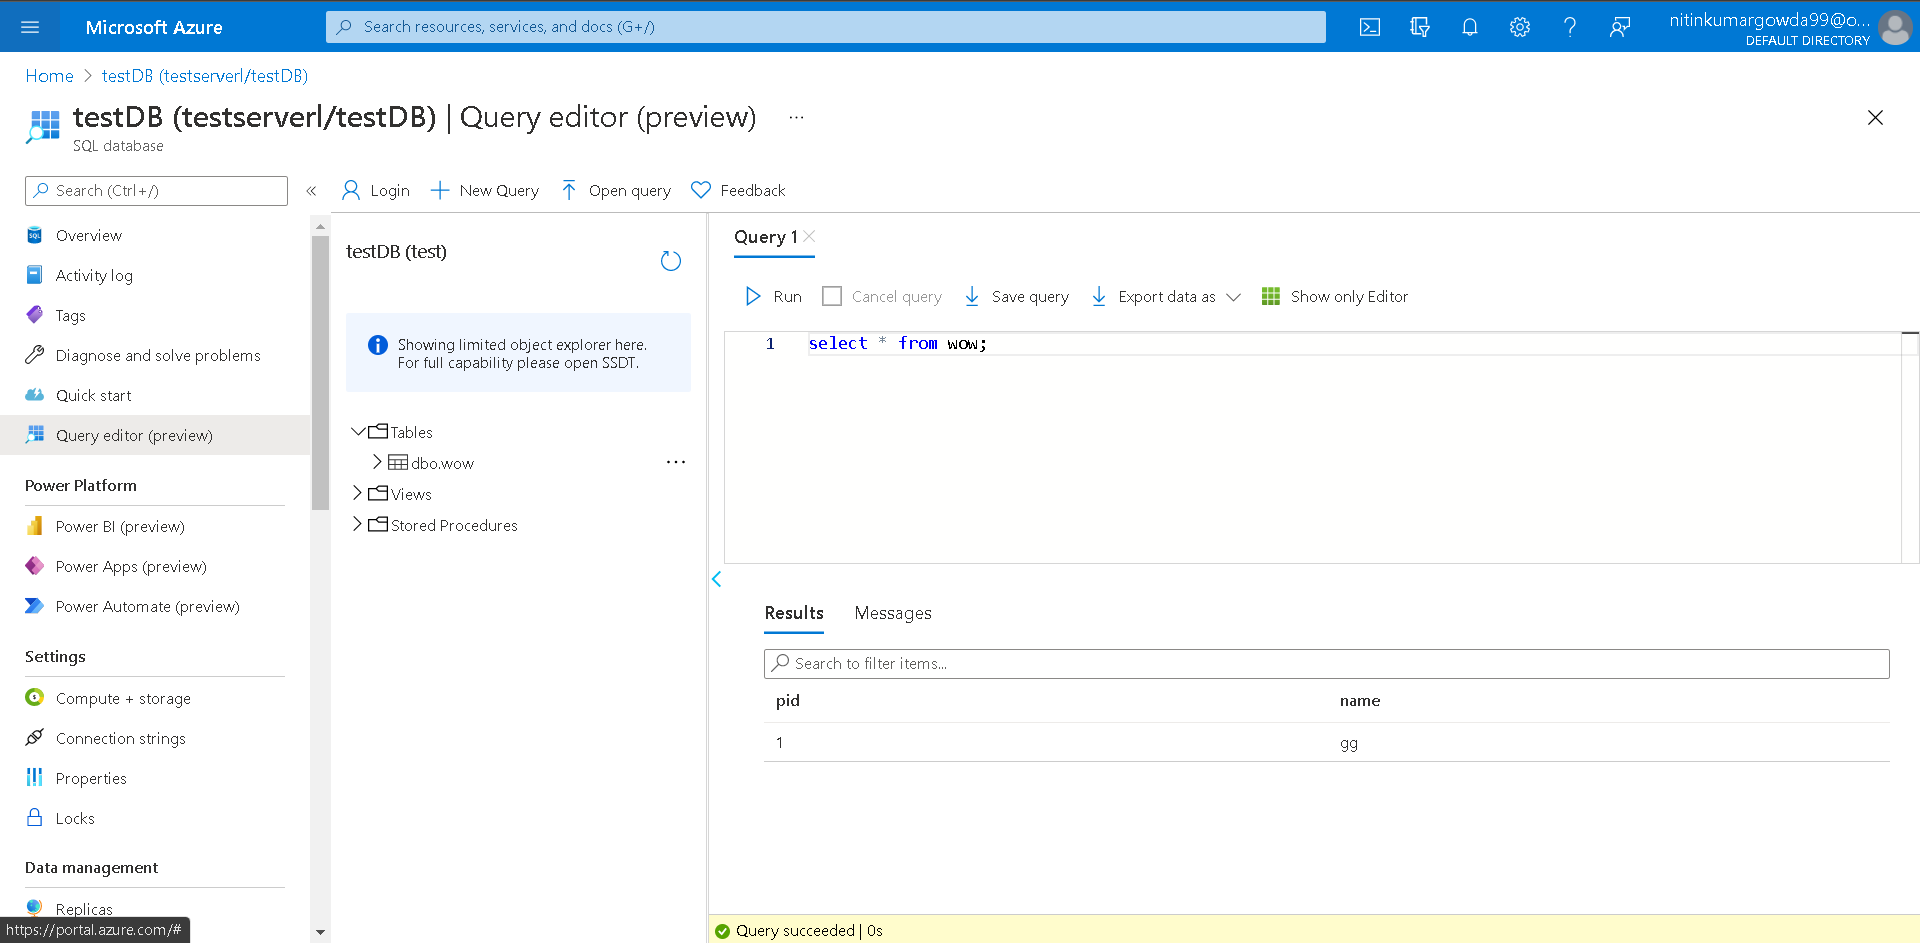 Microsoft Azure
Search resources, services, and docs (G+/)
nitinkumargowda99@o...
DEFAULT DIRECTORY
Home > testDB (testserverl/testDB)
testDB (testserverl/testDB) | Query editor (preview) ...
SQL database
Search (Ctrl+/)
«
Login
New Query
Open query
Feedback
Overview
Activity log
Tags
Diagnose and solve problems
Quick start
Query editor (preview)
Power Platform
Power BI (preview)
Power Apps (preview)
Power Automate (preview)
Settings
Compute + storage
Connection strings
Properties
Locks
Data management
Replicas
https://portal.azure.com/#
testDB (test)
Showing limited object explorer here.
For full capability please open SSDT.
Tables
dbo.wow ...
Views
Stored Procedures
Query 1
Run
Cancel query
Save query
Export data as
Show only Editor
1 select * from wow;
Results Messages
Search to filter items...
pid name
1 gg
Query succeeded | 0s